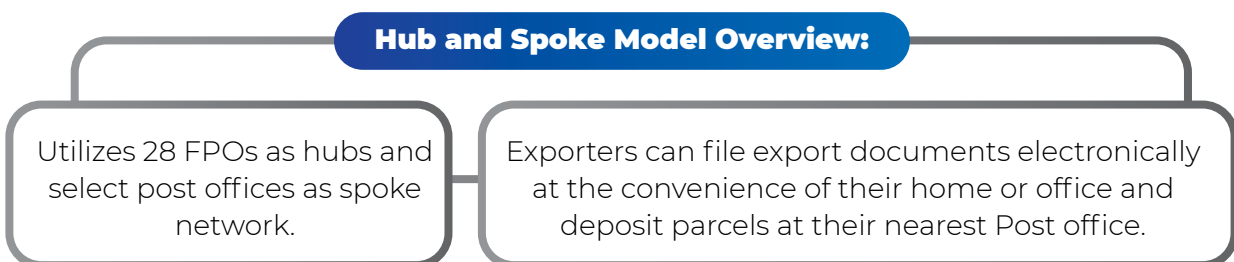 Hub and Spoke Model Overview:
Utilizes 28 FPOs as hubs and
select post offices as spoke
network.
Exporters can file export documents electronically
at the convenience of their home or office and
deposit parcels at their nearest Post office.